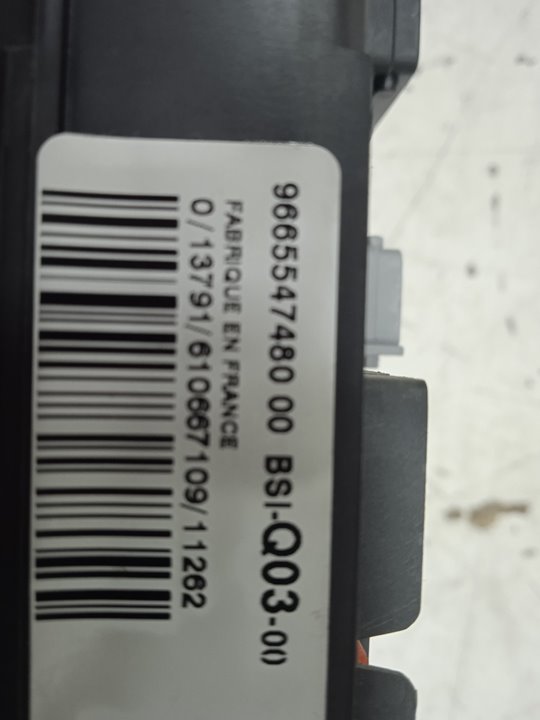 9665547480 00 BSI-Q03-00
FABRIQUE EN FRANCE
0/13791/610667109/11262